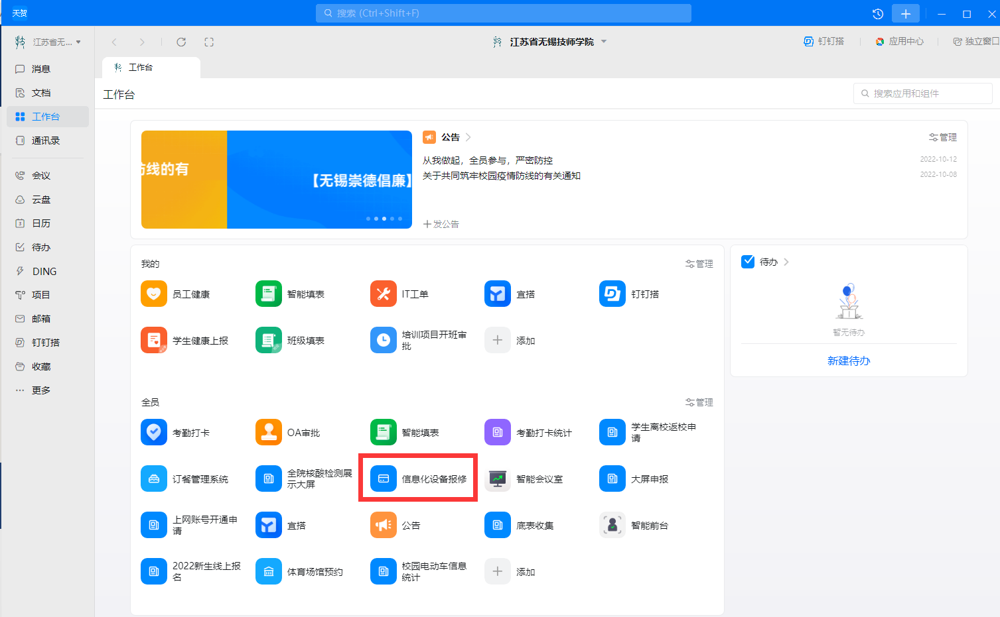 天贺
搜索 (Ctrl+Shift+F)
江苏省无...
江苏省无锡技师学院
钉钉搭
应用中心
独立窗口
消息
文档
工作台
通讯录
会议
云盘
日历
待办
DING
项目
邮箱
钉钉搭
收藏
更多
工作台
工作台
搜索应用和组件
防线的有
【无锡崇德倡廉】
公告
管理
从我做起，全员参与，严密防控
2022-10-12
关于共同筑牢校园疫情防线的有关通知
2022-10-08
发公告
我的
管理
员工健康
智能填表
IT工单
宜搭
钉钉搭
学生健康上报
班级填表
培训项目开班审
批
添加
待办
暂无待办
新建待办
全员
管理
考勤打卡
OA审批
智能填表
考勤打卡统计
学生离校返校申
请
订餐管理系统
全院核酸检测展
示大屏
信息化设备报修
智能会议室
大屏申报
上网账号开通申
请
宜搭
公告
底表收集
智能前台
2022新生线上报
名
体育场馆预约
校园电动车信息
统计
添加